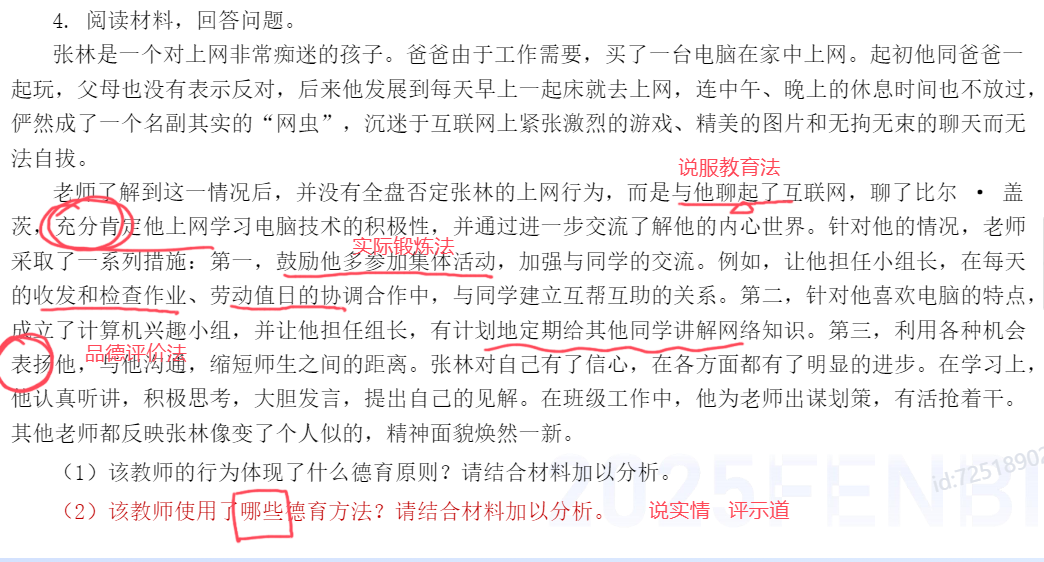 4. 阅读材料，回答问题。
张林是一个对上网非常痴迷的孩子。爸爸由于工作需要，买了一台电脑在家中上网。起初他同爸爸一
起玩，父母也没有表示反对，后来他发展到每天早上一起床就去上网，连中午、晚上的休息时间也不放过，
俨然成了一个名副其实的“网虫”，沉迷于互联网上紧张激烈的游戏、精美的图片和无拘无束的聊天而无
法自拔。
说服教育法
老师了解到这一情况后，并没有全盘否定张林的上网行为，而是与他聊起了互联网，聊了比尔 • 盖
茨，充分肯定他上网学习电脑技术的积极性，并通过进一步交流了解他的内心世界。针对他的情况，老师
实际锻炼法
采取了一系列措施：第一，鼓励他多参加集体活动，加强与同学的交流。例如，让他担任小组长，在每天
的收发和检查作业、劳动值日的协调合作中，与同学建立互帮互助的关系。第二，针对他喜欢电脑的特点，
成立了计算机兴趣小组，并让他担任组长，有计划地定期给其他同学讲解网络知识。第三，利用各种机会
品德评价法
表扬他，与他沟通，缩短师生之间的距离。张林对自己有了信心，在各方面都有了明显的进步。在学习上，
他认真听讲，积极思考，大胆发言，提出自己的见解。在班级工作中，他为老师出谋划策，有活抢着干。
其他老师都反映张林像变了个人似的，精神面貌焕然一新。
（1）该教师的行为体现了什么德育原则？请结合材料加以分析。
（2）该教师使用了哪些德育方法？请结合材料加以分析。 说实情 评示道
2025FENBI
id:72518902